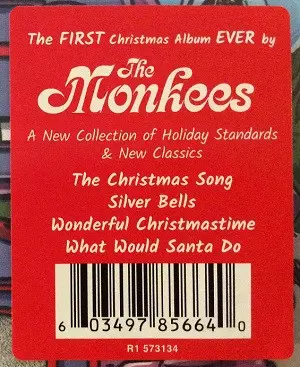 The FIRST Christmas Album EVER by
The
Monkees
A New Collection of Holiday Standards
& New Classics
The Christmas Song
Silver Bells
Wonderful Christmastime
What Would Santa Do
6 03497 85664 0
R1 573134